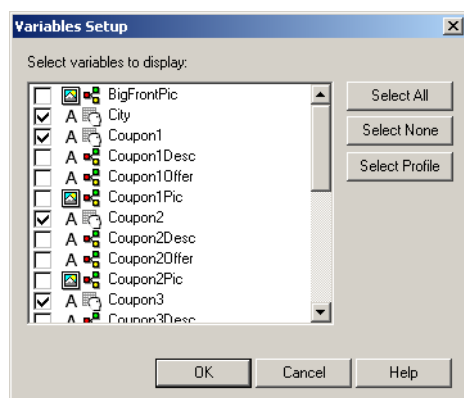 Variables Setup
Select variables to display:
BigFrontPic
A City
A Coupon1
A Coupon1Desc
A Coupon1Offer
Coupon1Pic
A Coupon2
A Coupon2Desc
A Coupon2Offer
Coupon2Pic
A Coupon3
A Coupon3Desc
Select All
Select None
Select Profile
OK Cancel Help